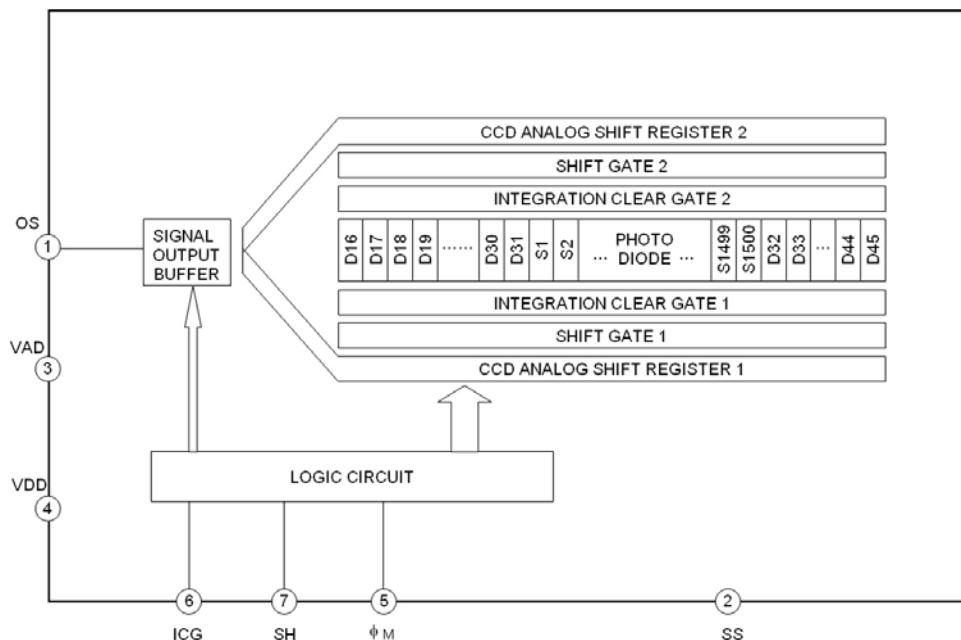 CCD ANALOG SHIFT REGISTER 2
SHIFT GATE 2
INTEGRATION CLEAR GATE 2
OS
1
SIGNAL
OUTPUT
BUFFER
D16 D17 D18 D19 ...... D30 D31 S1 S2
PHOTO
... DIODE ...
S1499 S1500 D32 D33 ... D44 D45
INTEGRATION CLEAR GATE 1
SHIFT GATE 1
CCD ANALOG SHIFT REGISTER 1
VAD
3
LOGIC CIRCUIT
VDD
4
6 7 5 2
ICG SH ϕM SS